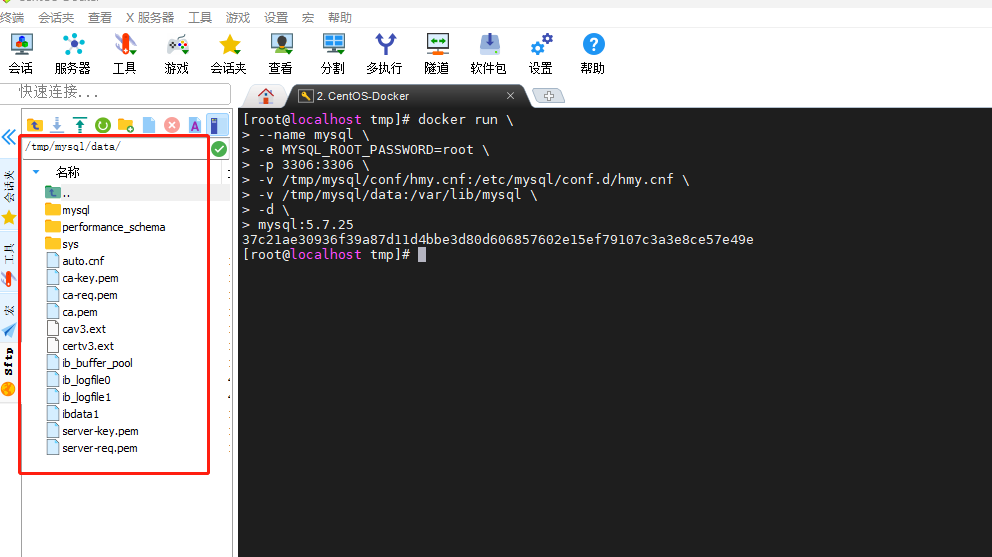 终端 会话夹 查看 X 服务器 工具 游戏 设置 宏 帮助
会话 服务器 工具 游戏 会话夹 查看 分割 多执行 隧道 软件包 设置 帮助
快速连接...
2. CentOS-Docker
/tmp/mysql/data/
名称
..
mysql
performance_schema
sys
auto.cnf
ca-key.pem
ca-req.pem
ca.pem
cav3.ext
certv3.ext
ib_buffer_pool
ib_logfile0
ib_logfile1
ibdata1
server-key.pem
server-req.pem
会话夹
工具
宏
Sftp
[root@localhost tmp]# docker run \
> --name mysql \
> -e MYSQL_ROOT_PASSWORD=root \
> -p 3306:3306 \
> -v /tmp/mysql/conf/hmy.cnf:/etc/mysql/conf.d/hmy.cnf \
> -v /tmp/mysql/data:/var/lib/mysql \
> -d \
> mysql:5.7.25
37c21ae30936f39a87d11d4bbe3d80d606857602e15ef79107c3a3e8ce57e49e
[root@localhost tmp]#